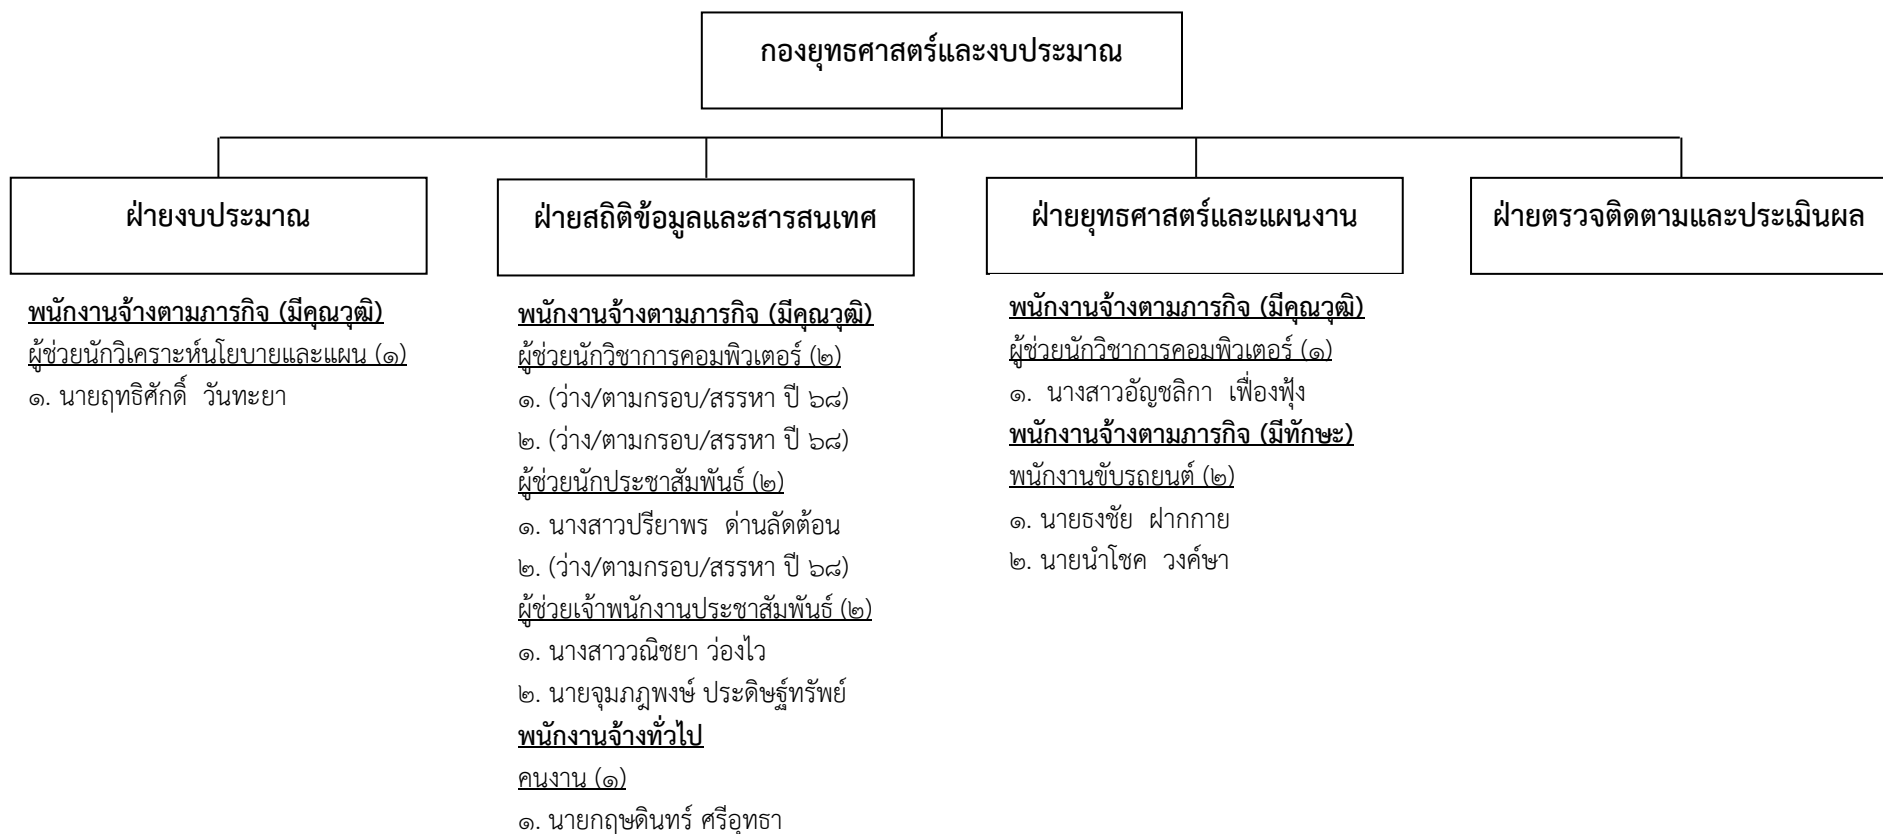 กองยุทธศาสตร์และงบประมาณ
ฝ่ายงบประมาณ
พนักงานจ้างตามภารกิจ (มีคุณวุฒิ)
ผู้ช่วยนักวิเคราะห์นโยบายและแผน (๑)
๑. นายฤทธิศักดิ์ วันทะยา
ฝ่ายสถิติข้อมูลและสารสนเทศ
พนักงานจ้างตามภารกิจ (มีคุณวุฒิ)
ผู้ช่วยนักวิชาการคอมพิวเตอร์ (๒)
๑. (ว่าง/ตามกรอบ/สรรหา ปี ๖๘)
๒. (ว่าง/ตามกรอบ/สรรหา ปี ๖๘)
ผู้ช่วยนักประชาสัมพันธ์ (๒)
๑. นางสาวปรียาพร ด่านลัดต้อน
๒. (ว่าง/ตามกรอบ/สรรหา ปี ๖๘)
ผู้ช่วยเจ้าพนักงานประชาสัมพันธ์ (๒)
๑. นางสาววณิชยา ว่องไว
๒. นายจุมภฎพงษ์ ประดิษฐ์ทรัพย์
พนักงานจ้างทั่วไป
คนงาน (๑)
๑. นายกฤษดินทร์ ศรีอุทธา
ฝ่ายยุทธศาสตร์และแผนงาน
พนักงานจ้างตามภารกิจ (มีคุณวุฒิ)
ผู้ช่วยนักวิชาการคอมพิวเตอร์ (๑)
๑. นางสาวอัญชลิกา เฟื่องฟุ้ง
พนักงานจ้างตามภารกิจ (มีทักษะ)
พนักงานขับรถยนต์ (๒)
๑. นายธงชัย ฝากกาย
๒. นายนำโชค วงค์ษา
ฝ่ายตรวจติดตามและประเมินผล